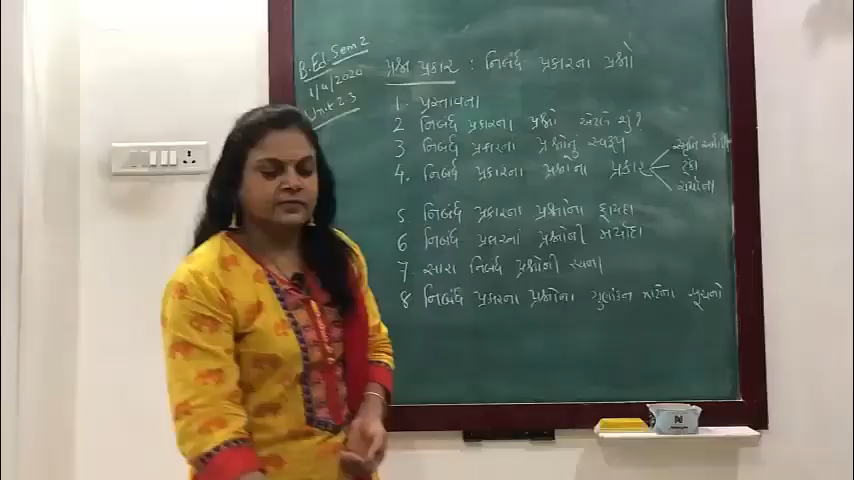 B.Ed. Sem 2
1/4/2020
Unit 2.3
પ્રશ્ન પ્રકાર : નિબંધ પ્રકારના પ્રશ્નો
1 પ્રસ્તાવના
2 નિબંધ પ્રકારના પ્રશ્નો એટલે શું?
3 નિબંધ પ્રકારના પ્રશ્નોનું સ્વરૂપ
4. નિબંધ પ્રકારના પ્રશ્નોના પ્રકાર
ટૂંકા
5. નિબંધ પ્રકારના પ્રશ્નોના ફાયદા
6 નિબંધ પ્રકારનાં પ્રશ્નોની મર્યાદા
7 સારા નિબંધ પ્રશ્નોની રચના
8 નિબંધ પ્રકારના પ્રશ્નોના ગુણાંકન માટેના સૂચનો